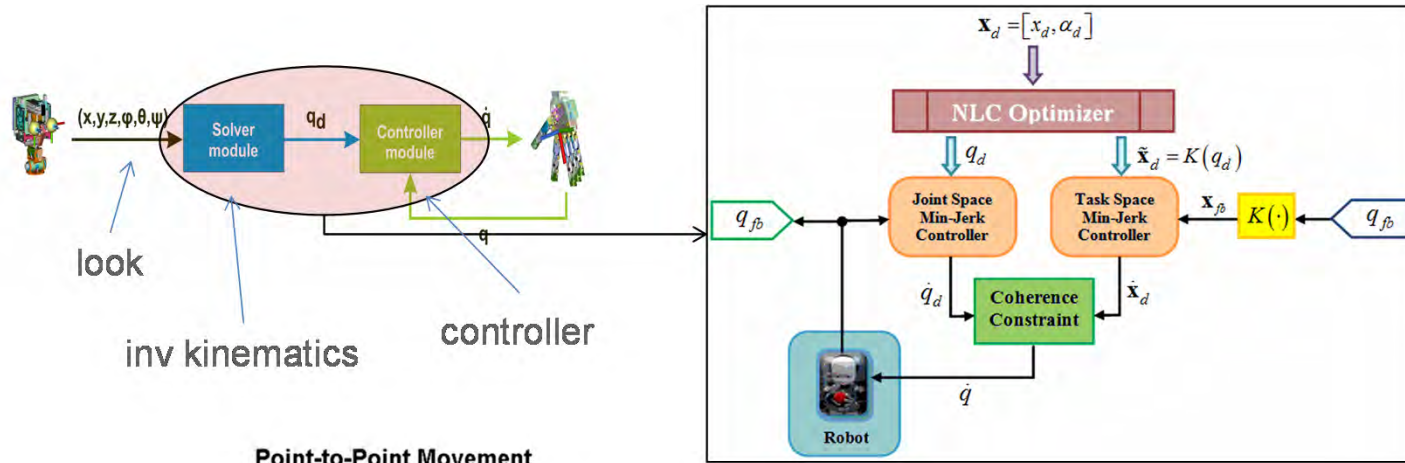 (x,y,z,φ,θ,ψ)
Solver
module
q_d
Controller
module
q̇
q
look
inv kinematics
controller
Point-to-Point Movement
𝐱_d = [x_d, α_d]
NLC Optimizer
q_d
𝐱̃_d = K(q_d)
q_fb
Joint Space
Min-Jerk
Controller
Task Space
Min-Jerk
Controller
𝐱_fb
K(·)
q_fb
q̇_d
Coherence
Constraint
𝐱̇_d
q̇
Robot